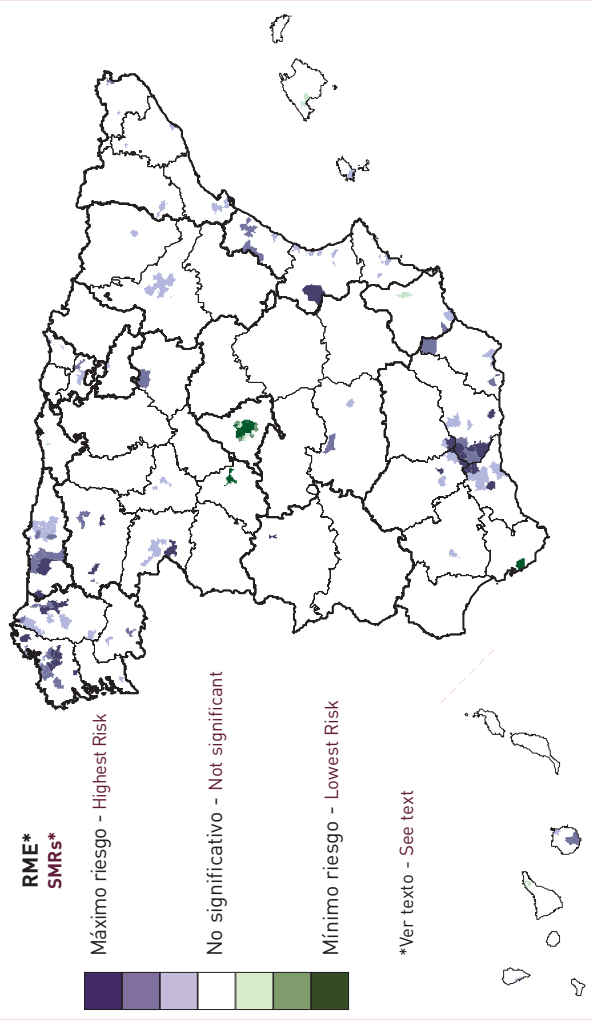 RME*
SMRs*
Máximo riesgo - Highest Risk
No significativo - Not significant
Mínimo riesgo - Lowest Risk
*Ver texto - See text